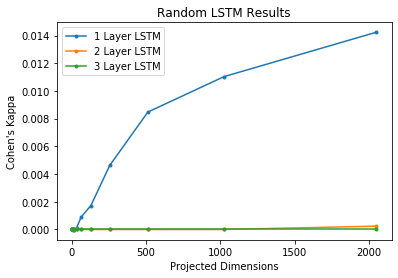 Random LSTM Results
1 Layer LSTM
2 Layer LSTM
3 Layer LSTM
0.014
0.012
0.010
0.008
0.006
0.004
0.002
0.000
Cohen's Kappa
0
500
1000
1500
2000
Projected Dimensions